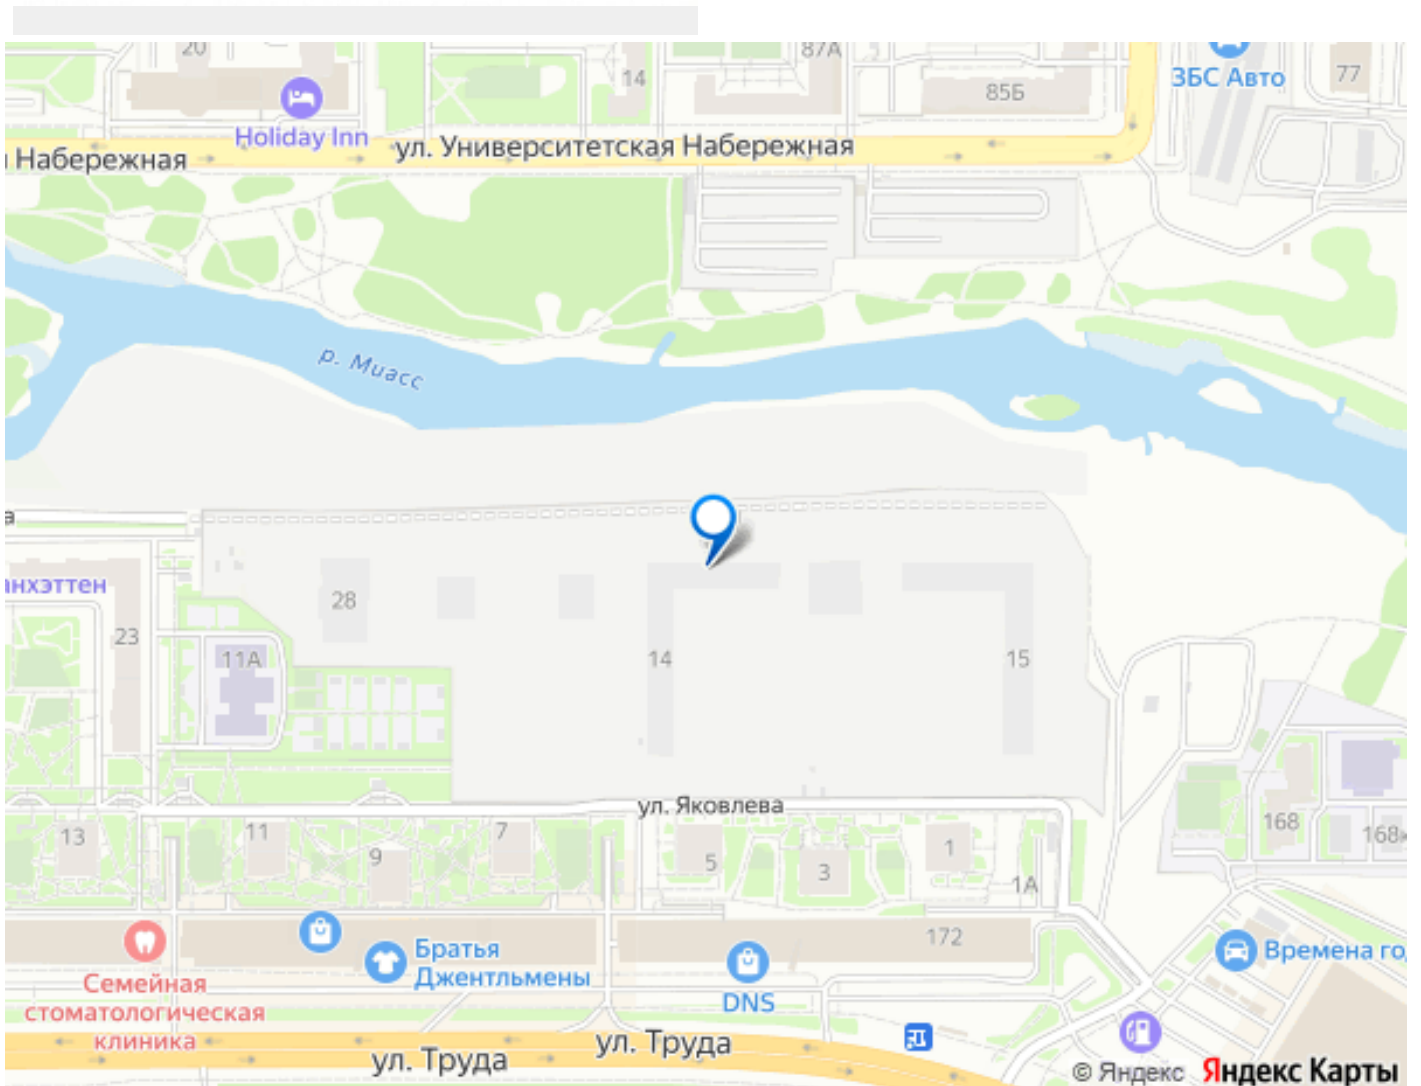 20
14
87А
85Б
ЗБС Авто
77
Holiday Inn
ул. Университетская Набережная
Набережная
р. Миасс
а
анхэттен
28
23
11А
14
15
ул. Яковлева
13
11
9
7
5
3
1
1А
168
168к
172
Братья
Джентльмены
Семейная
стоматологическая
клиника
DNS
Времена го
ул. Труда
ул. Труда
© Яндекс Яндекс Карты